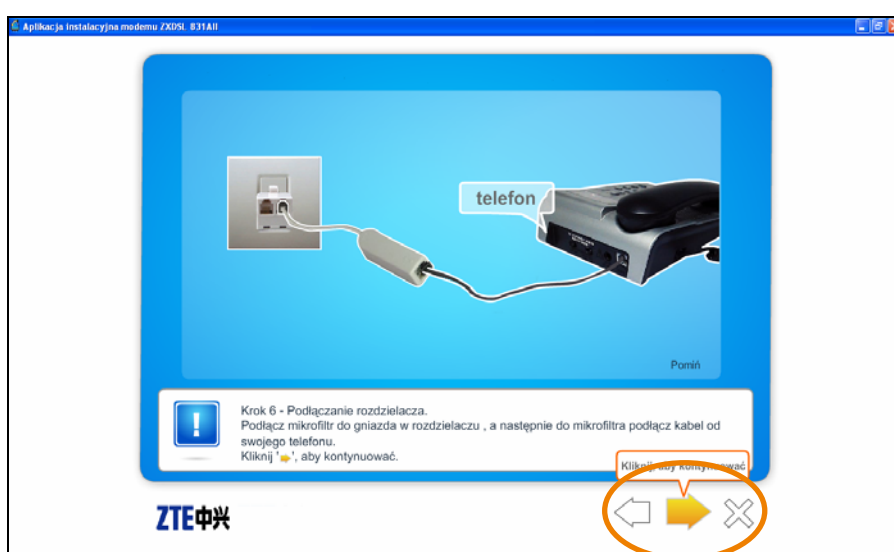 Aplikacja instalacyjna modemu ZXDSL 831AII
telefon
Pomiń
Krok 6 - Podłączanie rozdzielacza.
Podłącz mikrofiltr do gniazda w rozdzielaczu , a następnie do mikrofiltra podłącz kabel od
swojego telefonu.
Kliknij '➡', aby kontynuować.
Kliknij, aby kontynuować
ZTE中兴